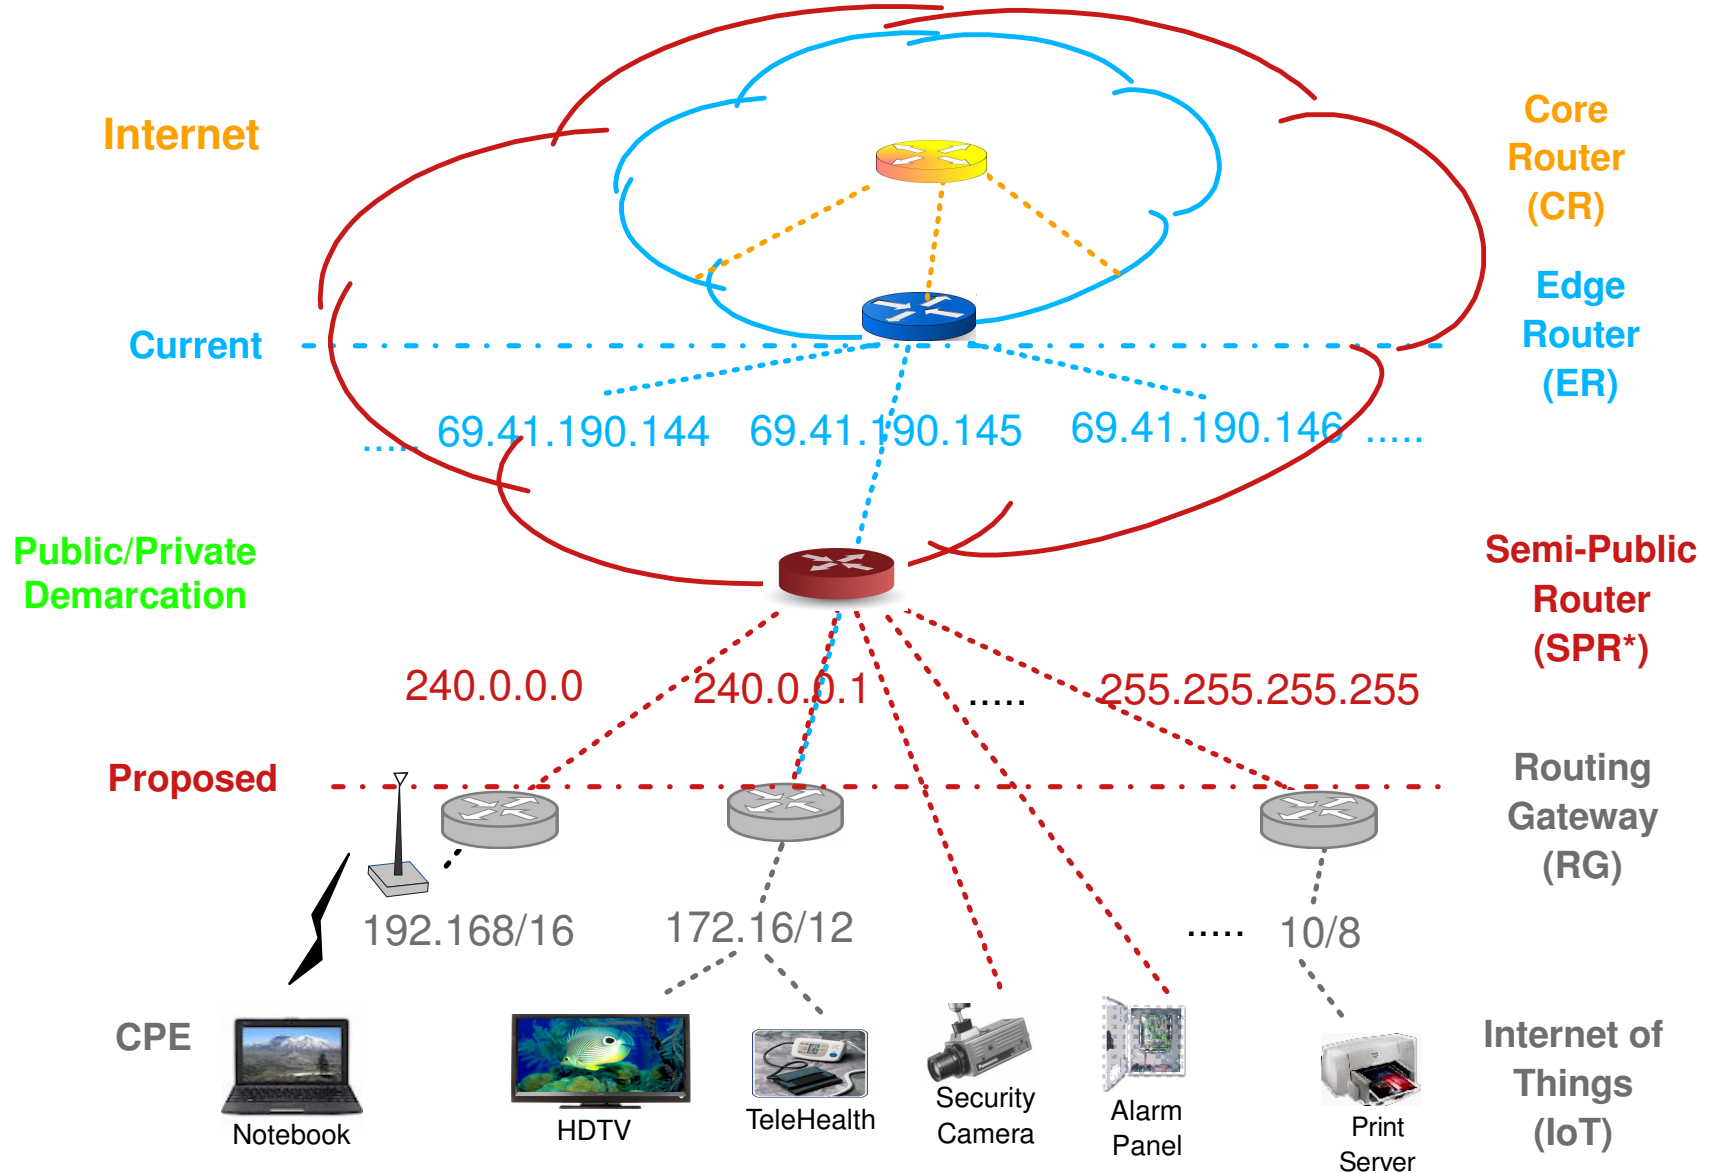 Internet
Core
Router
(CR)
Edge
Router
(ER)
Current
..... 69.41.190.144 69.41.190.145 69.41.190.146 .....
Public/Private
Demarcation
Semi-Public
Router
(SPR*)
240.0.0.0 240.0.0.1 ..... 255.255.255.255
Proposed
Routing
Gateway
(RG)
192.168/16 172.16/12 ..... 10/8
CPE
Internet of
Things
(IoT)
Notebook
HDTV
TeleHealth
Security
Camera
Alarm
Panel
Print
Server